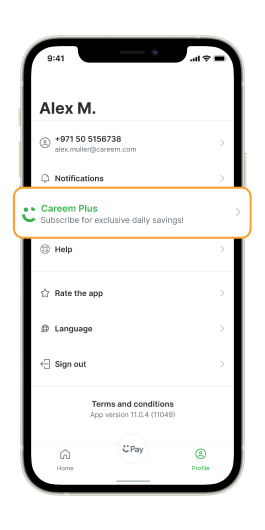 9:41
Alex M.
+971 50 5156738
alex.muller@careem.com
Notifications
Careem Plus
Subscribe for exclusive daily savings!
Help
Rate the app
Language
Sign out
Terms and conditions
App version 11.0.4 (11049)
Pay
Home
Profile